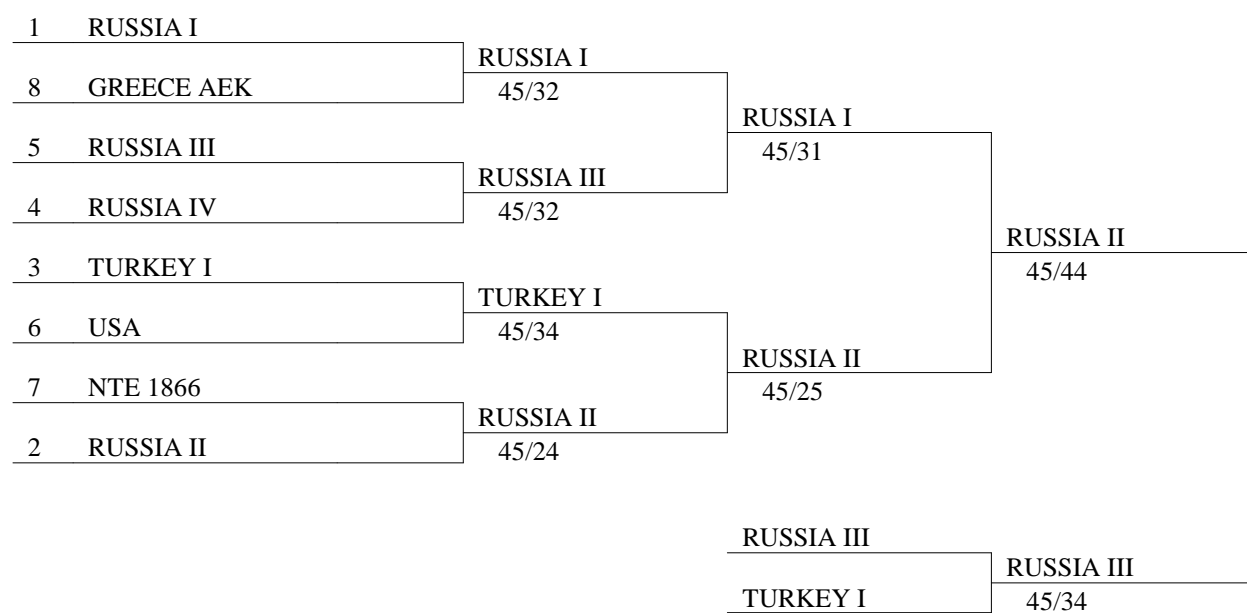 1 RUSSIA I
RUSSIA I
8 GREECE AEK
45/32
RUSSIA I
5 RUSSIA III
45/31
RUSSIA III
4 RUSSIA IV
45/32
RUSSIA II
3 TURKEY I
45/44
TURKEY I
6 USA
45/34
RUSSIA II
7 NTE 1866
45/25
RUSSIA II
2 RUSSIA II
45/24
RUSSIA III
RUSSIA III
TURKEY I
45/34